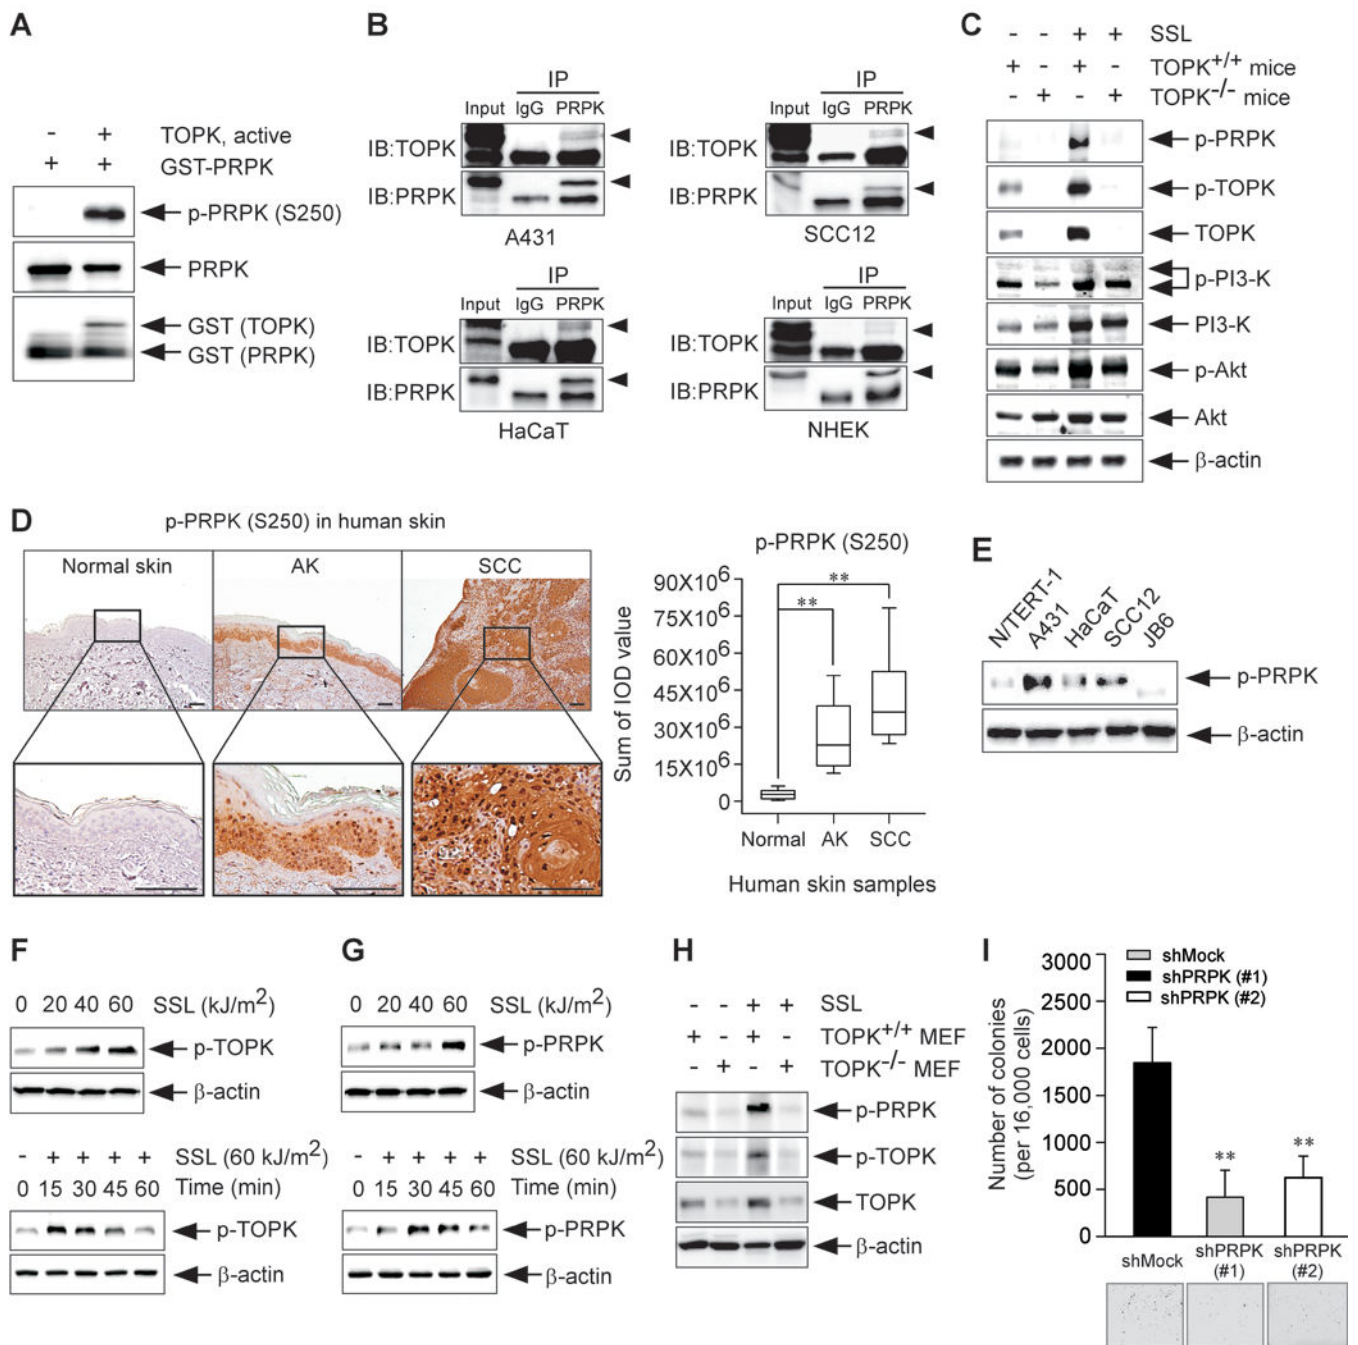 A
- + TOPK, active
+ + GST-PRPK
p-PRPK (S250)
PRPK
GST (TOPK)
GST (PRPK)
B
IP
Input IgG PRPK
IB:TOPK
IB:PRPK
A431
IP
Input IgG PRPK
IB:TOPK
IB:PRPK
SCC12
IP
Input IgG PRPK
IB:TOPK
IB:PRPK
HaCaT
IP
Input IgG PRPK
IB:TOPK
IB:PRPK
NHEK
C
- - + + SSL
+ - + - TOPK+/+ mice
- + - + TOPK-/- mice
p-PRPK
p-TOPK
TOPK
p-PI3-K
PI3-K
p-Akt
Akt
β-actin
D
p-PRPK (S250) in human skin
Normal skin AK SCC
p-PRPK (S250)
Sum of IOD value
90X10^6
75X10^6
60X10^6
45X10^6
30X10^6
15X10^6
0
**
**
Normal AK SCC
Human skin samples
E
N/TERT-1 A431 HaCaT SCC12 JB6
p-PRPK
β-actin
F
0 20 40 60 SSL (kJ/m²)
p-TOPK
β-actin
- + + + + SSL (60 kJ/m²)
0 15 30 45 60 Time (min)
p-TOPK
β-actin
G
0 20 40 60 SSL (kJ/m²)
p-PRPK
β-actin
- + + + + SSL (60 kJ/m²)
0 15 30 45 60 Time (min)
p-PRPK
β-actin
H
- - + + SSL
+ - + - TOPK+/+ MEF
- + - + TOPK-/- MEF
p-PRPK
p-TOPK
TOPK
β-actin
I
shMock
shPRPK (#1)
shPRPK (#2)
Number of colonies
(per 16,000 cells)
3000
2500
2000
1500
1000
500
0
**
**
shMock shPRPK (#1) shPRPK (#2)